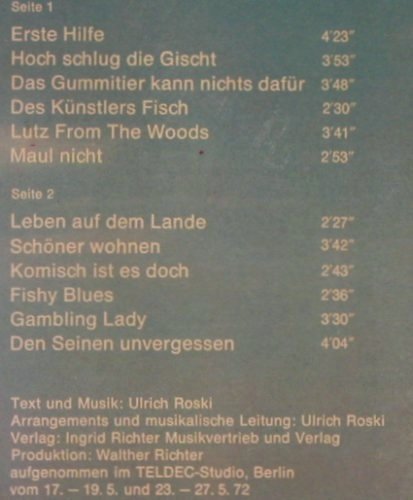 Seite 1
Erste Hilfe 4'23"
Hoch schlug die Gischt 3'53"
Das Gummitier kann nichts dafür 3'48"
Des Künstlers Fisch 2'30"
Lutz From The Woods 3'41"
Maul nicht 2'53"
Seite 2
Leben auf dem Lande 2'27"
Schöner wohnen 3'42"
Komisch ist es doch 2'43"
Fishy Blues 2'36"
Gambling Lady 3'30"
Den Seinen unvergessen 4'04"
Text und Musik: Ulrich Roski
Arrangements und musikalische Leitung: Ulrich Roski
Verlag: Ingrid Richter Musikvertrieb und Verlag
Produktion: Walther Richter
aufgenommen im TELDEC-Studio, Berlin
vom 17. – 19. 5. und 23. – 27. 5. 72